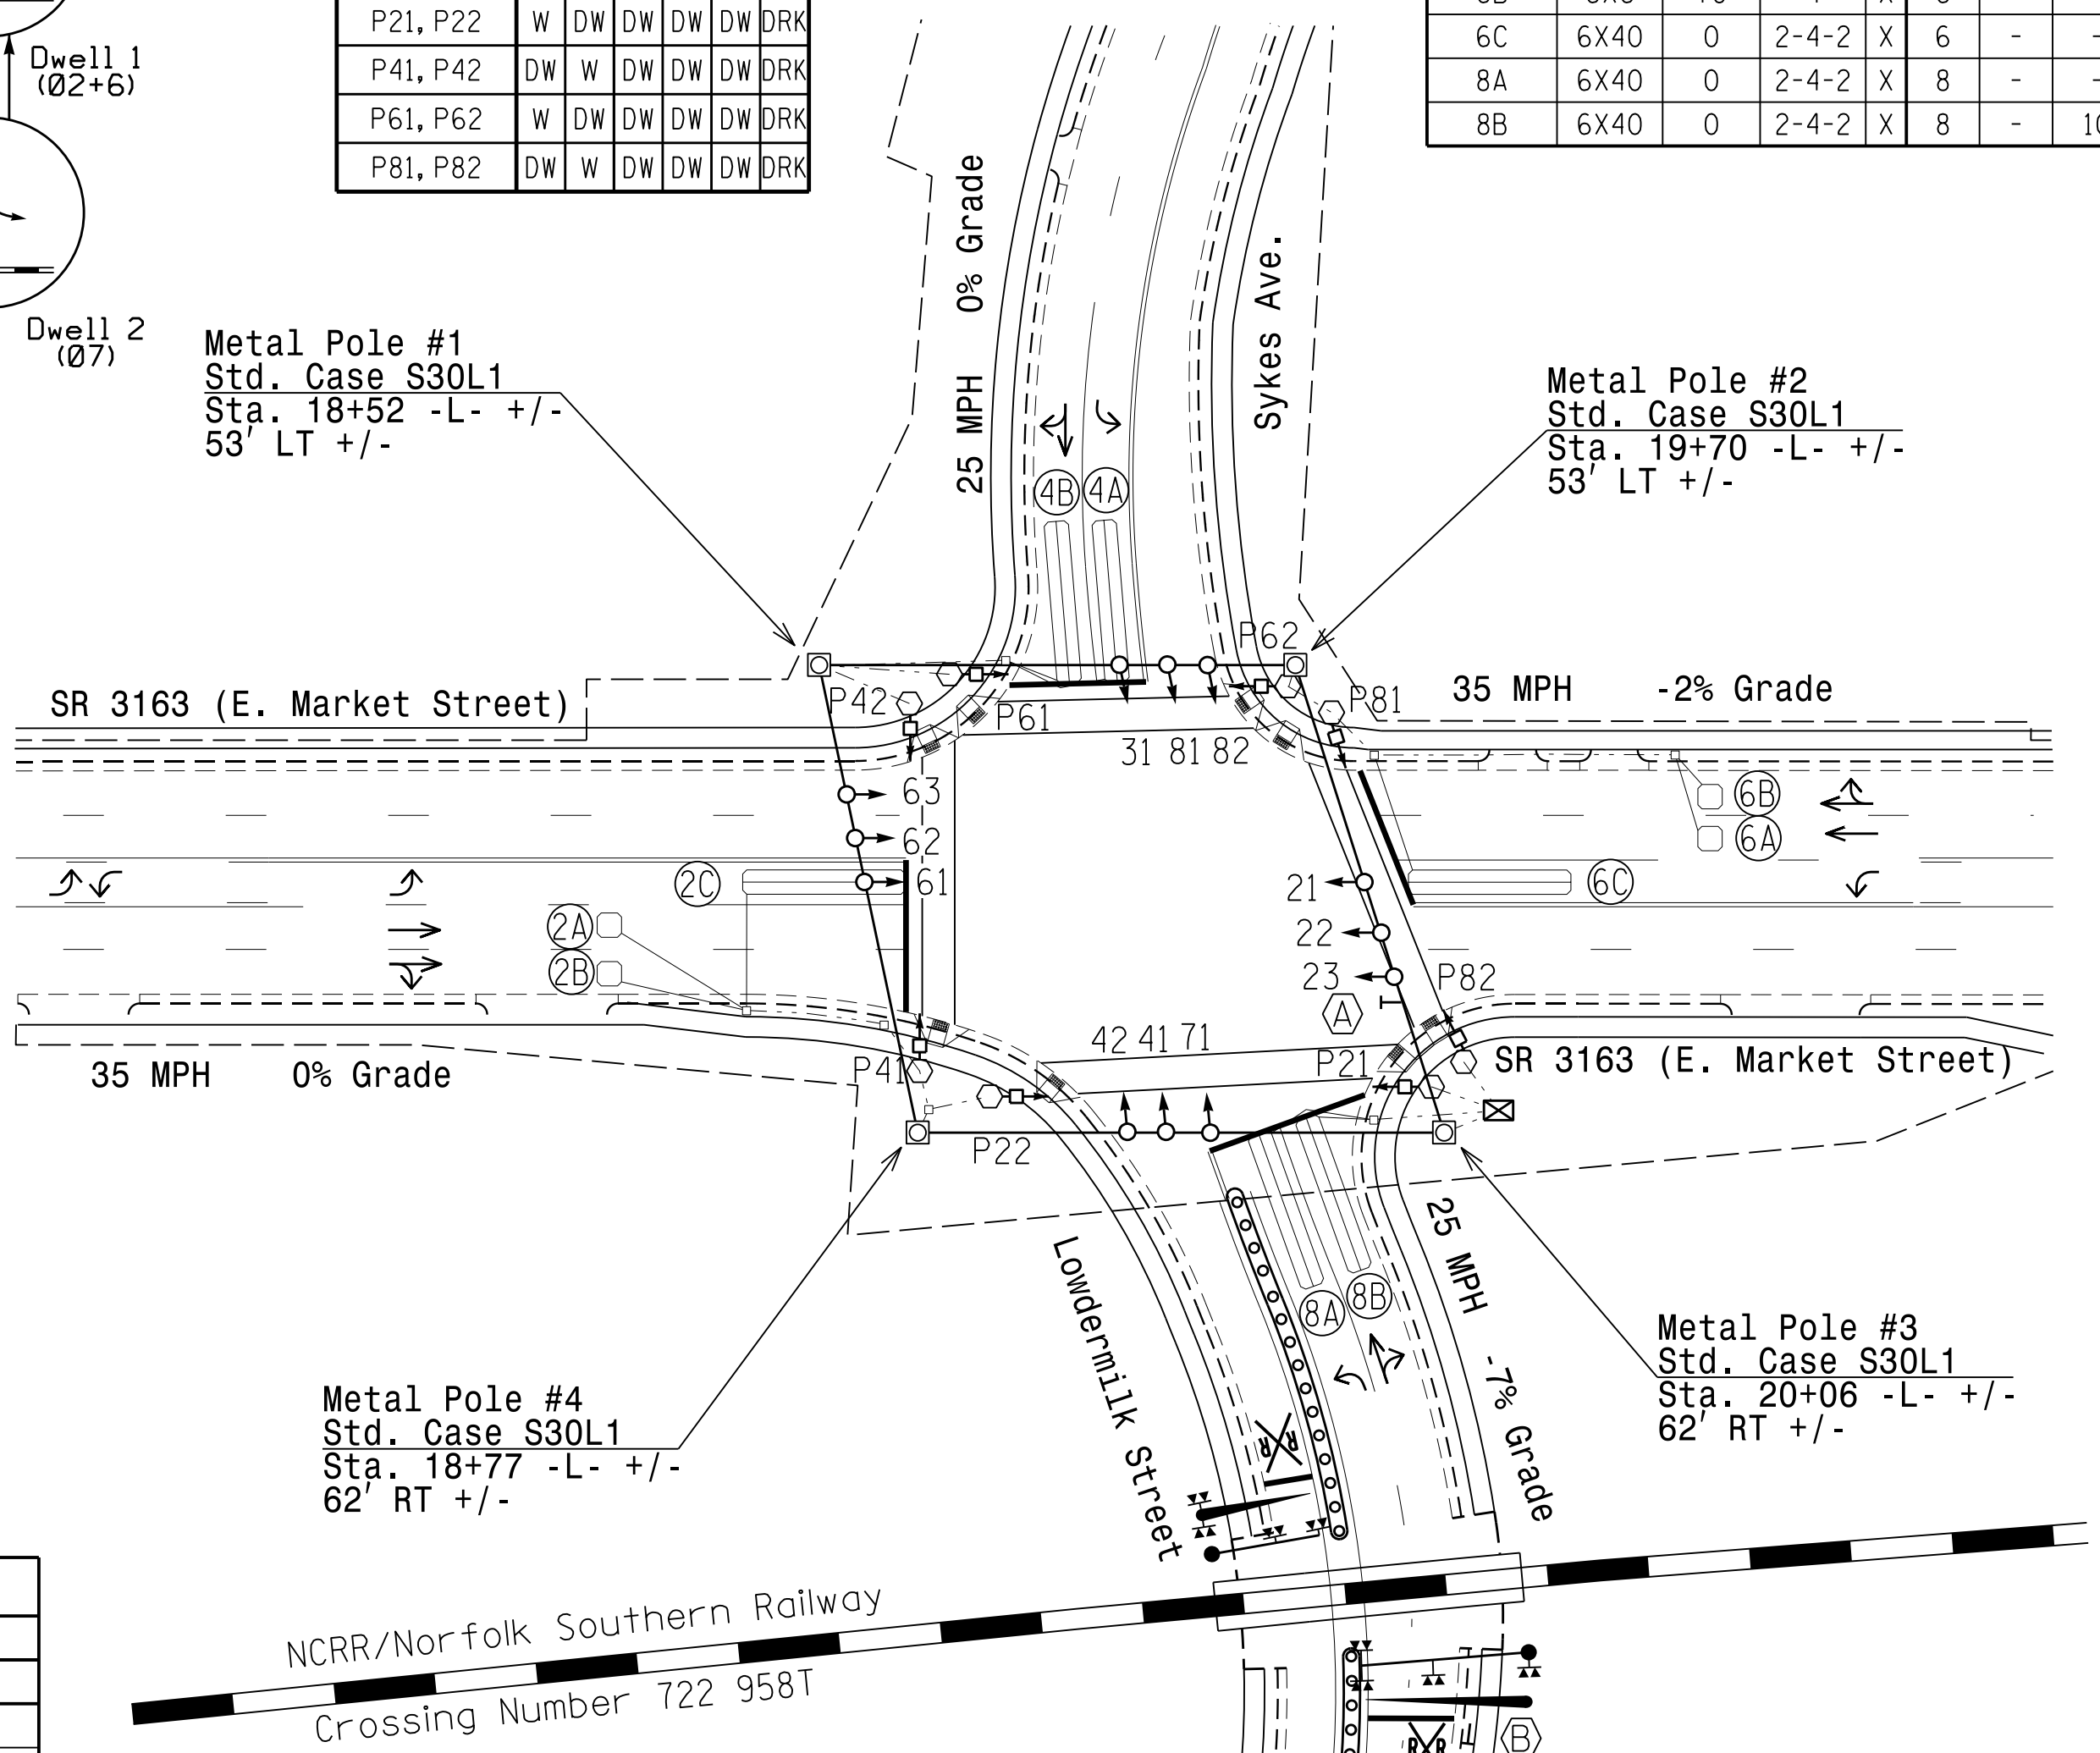 Dwell 1
(Ø2+6)
Dwell 2
(Ø7)
P21, P22 W DW DW DW DW DRK
P41, P42 DW W DW DW DW DRK
P61, P62 W DW DW DW DW DRK
P81, P82 DW W DW DW DW DRK
6C 6X40 0 2-4-2 X 6 - -
8A 6X40 0 2-4-2 X 8 - -
8B 6X40 0 2-4-2 X 8 -
Metal Pole #1
Std. Case S30L1
Sta. 18+52 -L- +/-
53' LT +/-
25 MPH 0% Grade
Sykes Ave.
Metal Pole #2
Std. Case S30L1
Sta. 19+70 -L- +/-
53' LT +/-
4B
4A
P62
SR 3163 (E. Market Street)
P42
P61
P81
35 MPH -2% Grade
31 81 82
63
62
61
6B
6A
6C
2C
2A
2B
21
22
23
A
P82
42 41 71
P41
P21
P22
35 MPH 0% Grade
SR 3163 (E. Market Street)
Lowdermilk Street
8A
8B
25 MPH -7% Grade
Metal Pole #4
Std. Case S30L1
Sta. 18+77 -L- +/-
62' RT +/-
Metal Pole #3
Std. Case S30L1
Sta. 20+06 -L- +/-
62' RT +/-
R R
NCRR/Norfolk Southern Railway
Crossing Number 722 958T
B
R R